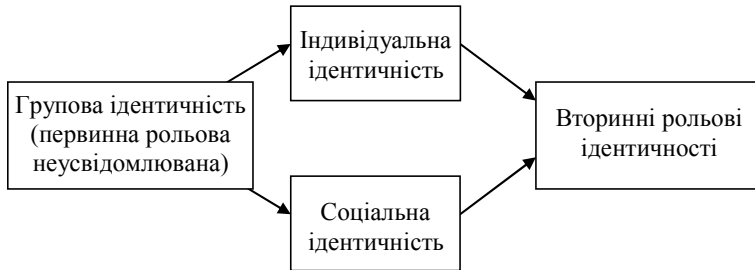 Індивідуальна
ідентичність
Групова ідентичність
(первинна рольова
неусвідомлювана)
Вторинні рольові
ідентичності
Соціальна
ідентичність